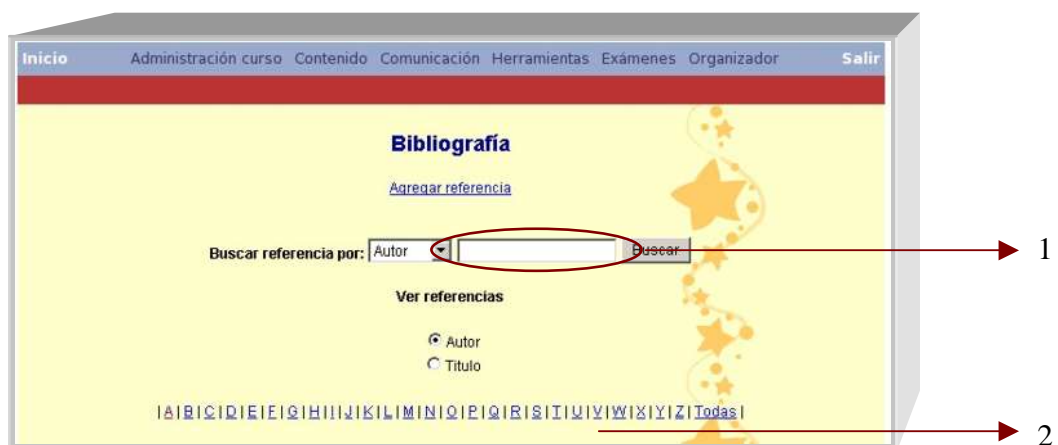 Inicio Administración curso Contenido Comunicación Herramientas Exámenes Organizador Salir
Bibliografía
Agregar referencia
Buscar referencia por: Autor Buscar 1
Ver referencias
Autor
Titulo
|A|B|C|D|E|F|G|H|I|J|K|L|M|N|O|P|Q|R|S|T|U|V|W|X|Y|Z|Todas|
2